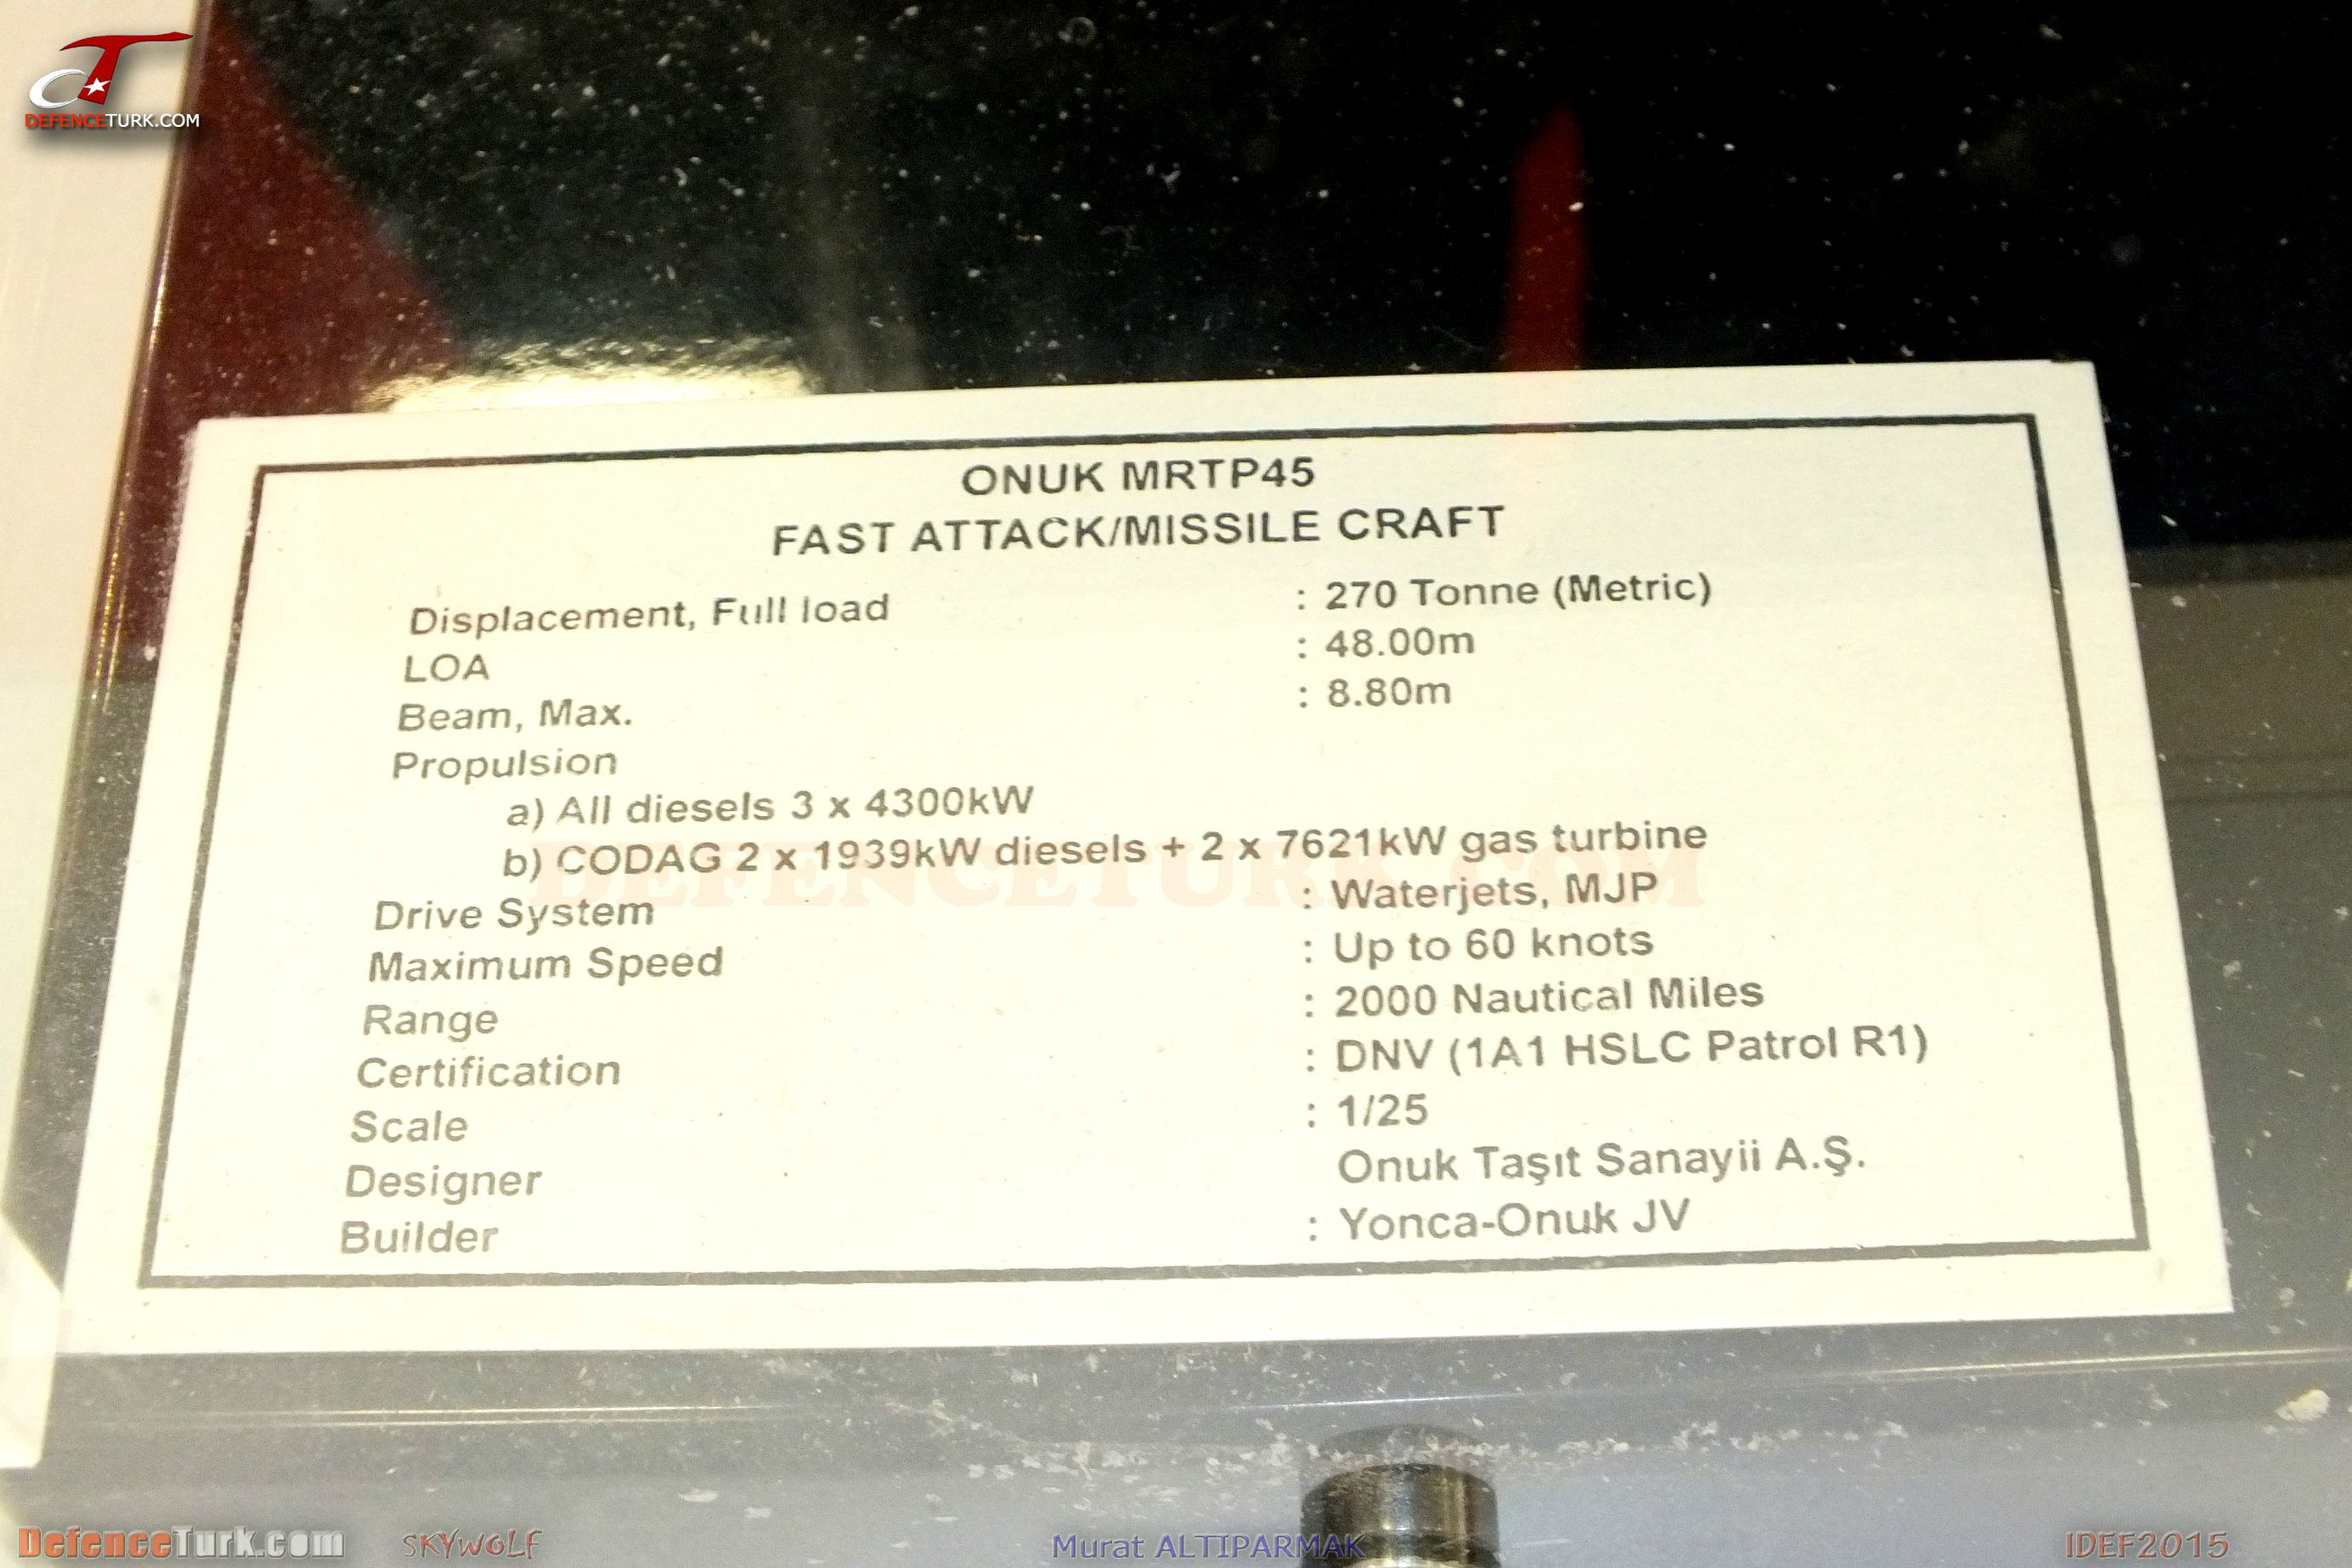 DEFENCETURK.COM
ONUK MRTP45
FAST ATTACK/MISSILE CRAFT
Displacement, Full load : 270 Tonne (Metric)
LOA : 48.00m
Beam, Max. : 8.80m
Propulsion
a) All diesels 3 x 4300kW
b) CODAG 2 x 1939kW diesels + 2 x 7621kW gas turbine
DEFENCETURK.COM
Drive System : Waterjets, MJP
Maximum Speed : Up to 60 knots
Range : 2000 Nautical Miles
Certification : DNV (1A1 HSLC Patrol R1)
Scale : 1/25
Designer Onuk Taşıt Sanayii A.Ş.
Builder : Yonca-Onuk JV
DefenceTurk.com SKYWOLF Murat ALTIPARMAK IDEF2015